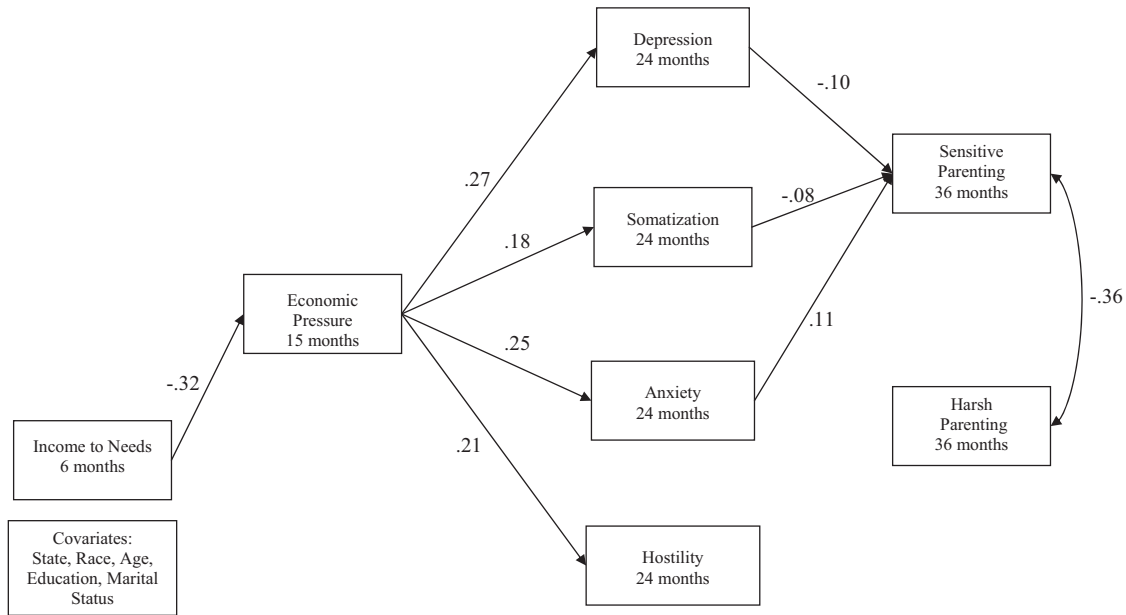 Depression
24 months
-.10
Sensitive
Parenting
36 months
.27
-.08
Somatization
24 months
.18
Economic
Pressure
15 months
-.36
.11
.25
Anxiety
24 months
-.32
Harsh
Parenting
36 months
.21
Income to Needs
6 months
Covariates:
State, Race, Age,
Education, Marital
Status
Hostility
24 months